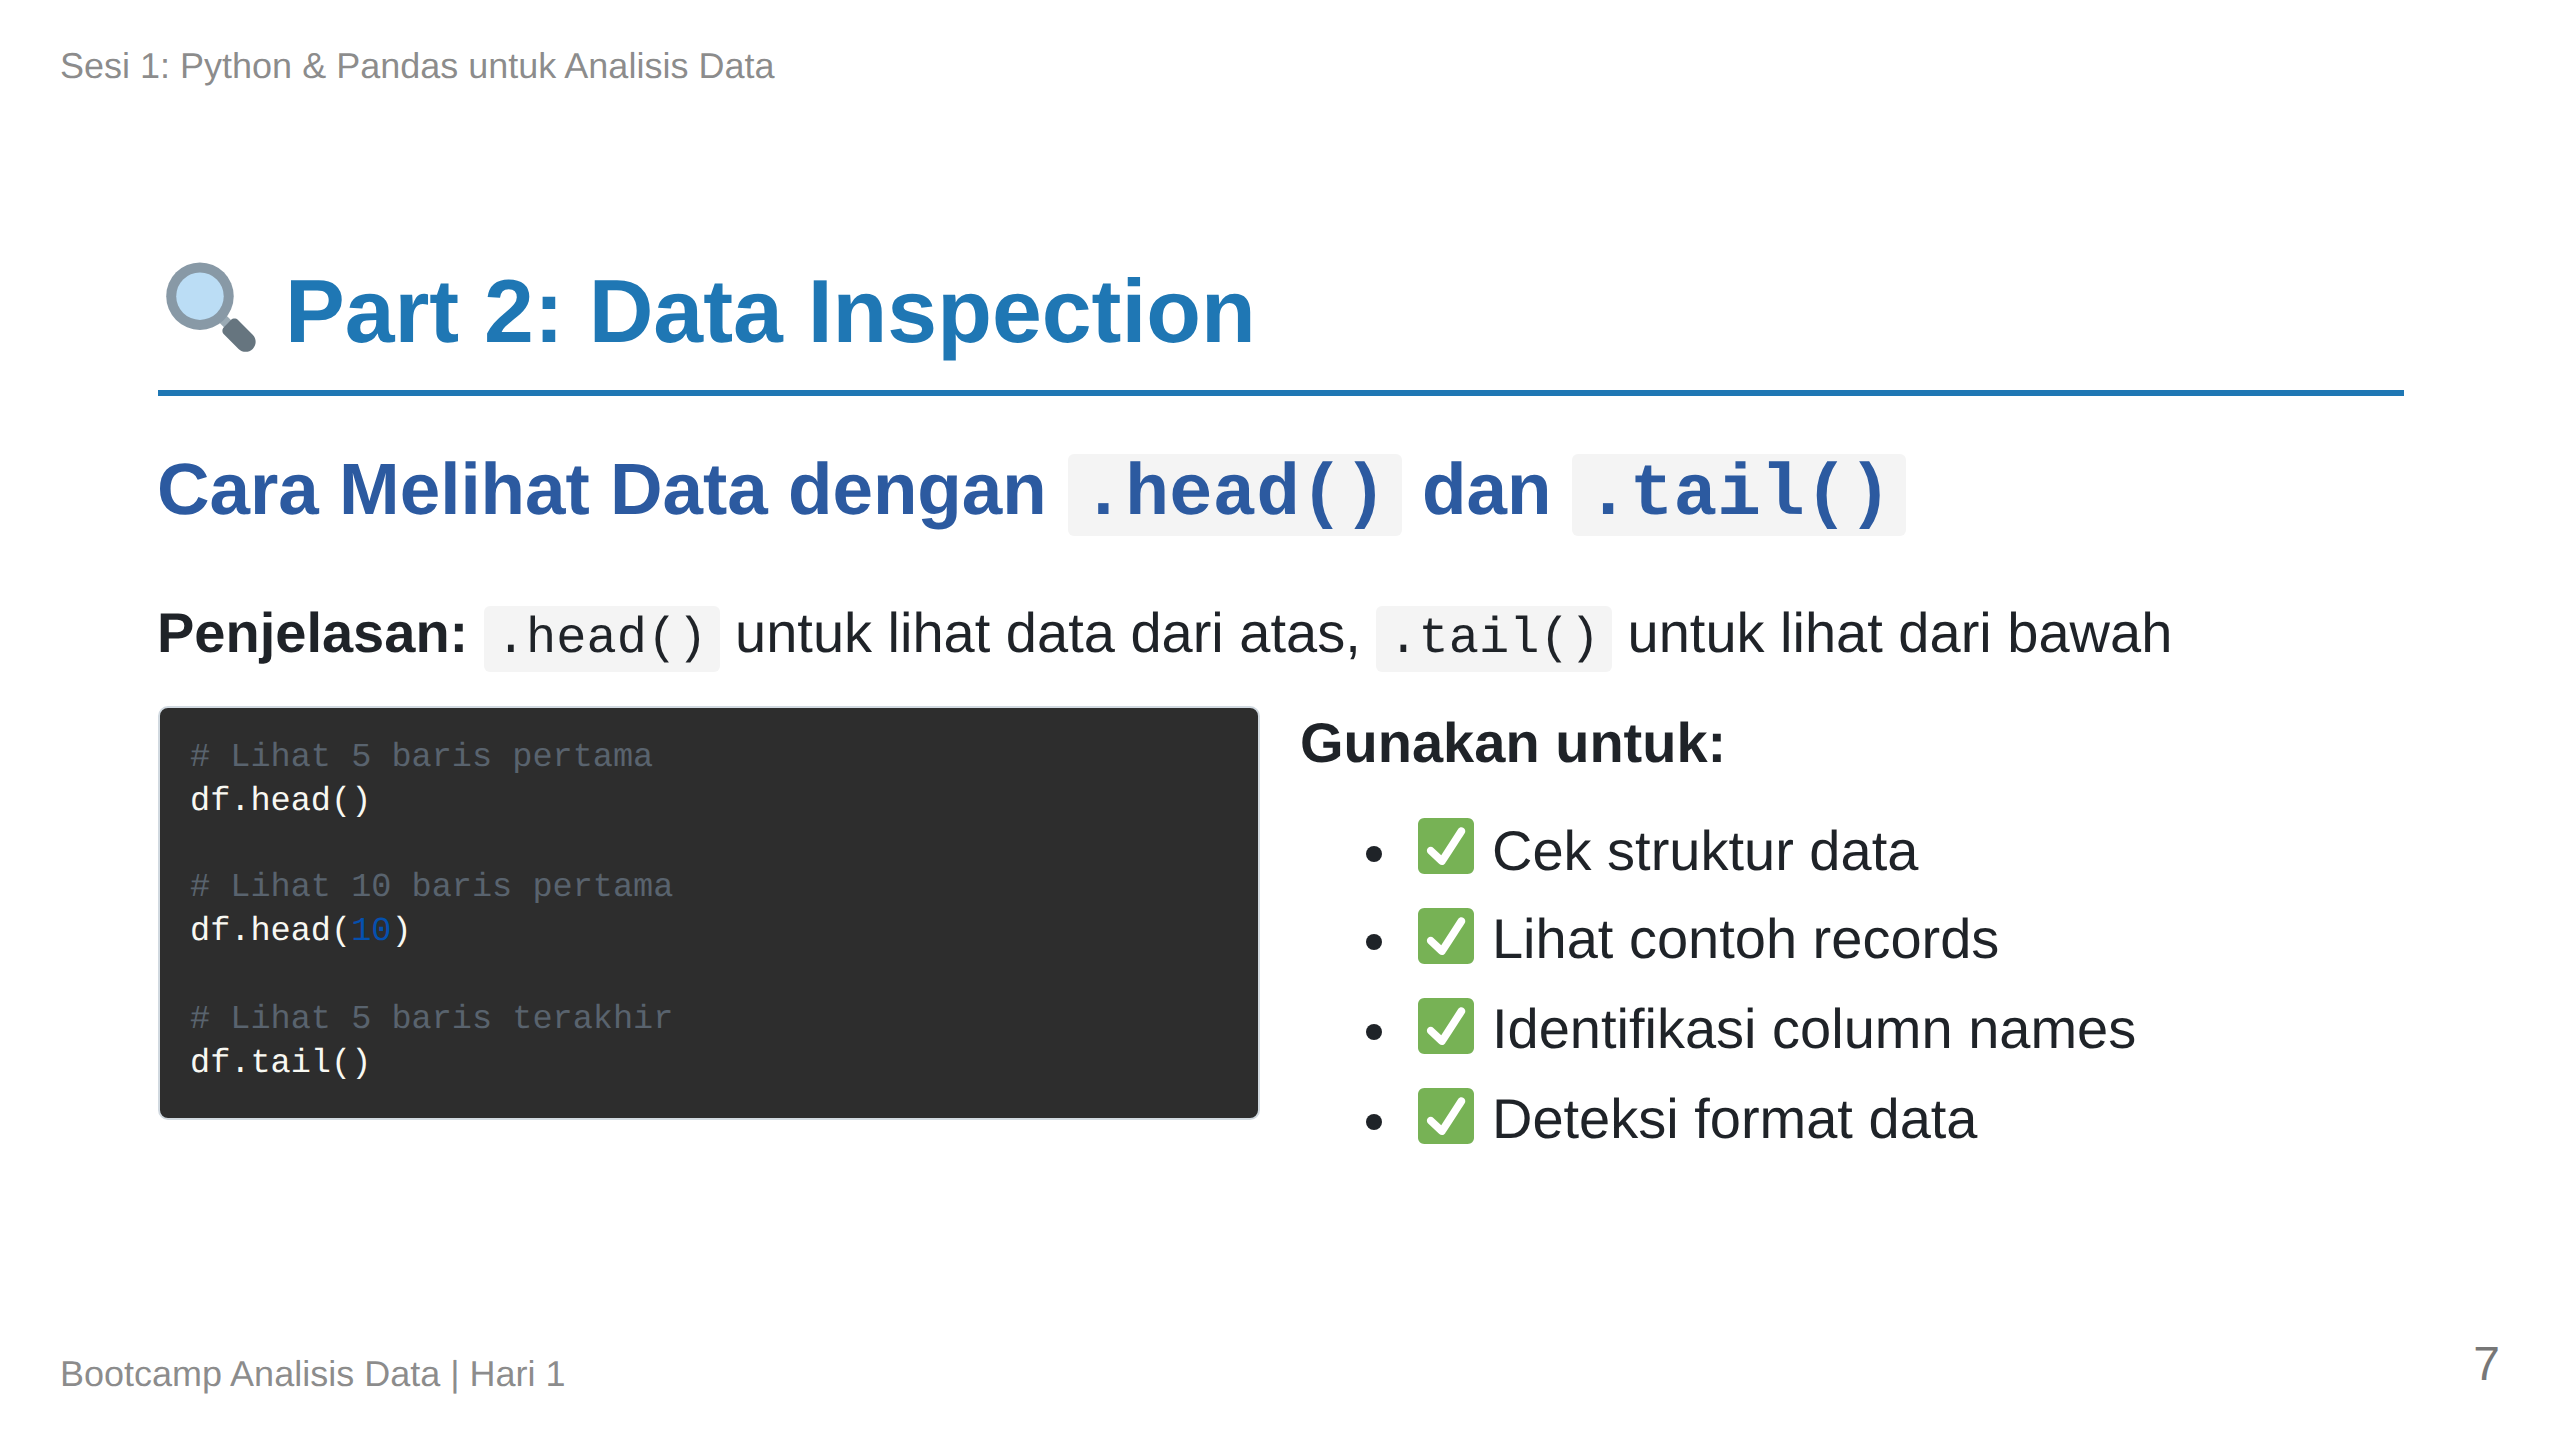 Sesi 1: Python & Pandas untuk Analisis Data
🔍 Part 2: Data Inspection
Cara Melihat Data dengan .head() dan .tail()
Penjelasan: .head() untuk lihat data dari atas, .tail() untuk lihat dari bawah
# Lihat 5 baris pertama
df.head()
# Lihat 10 baris pertama
df.head(10)
# Lihat 5 baris terakhir
df.tail()
Gunakan untuk:
• ✅ Cek struktur data
• ✅ Lihat contoh records
• ✅ Identifikasi column names
• ✅ Deteksi format data
Bootcamp Analisis Data | Hari 1
7